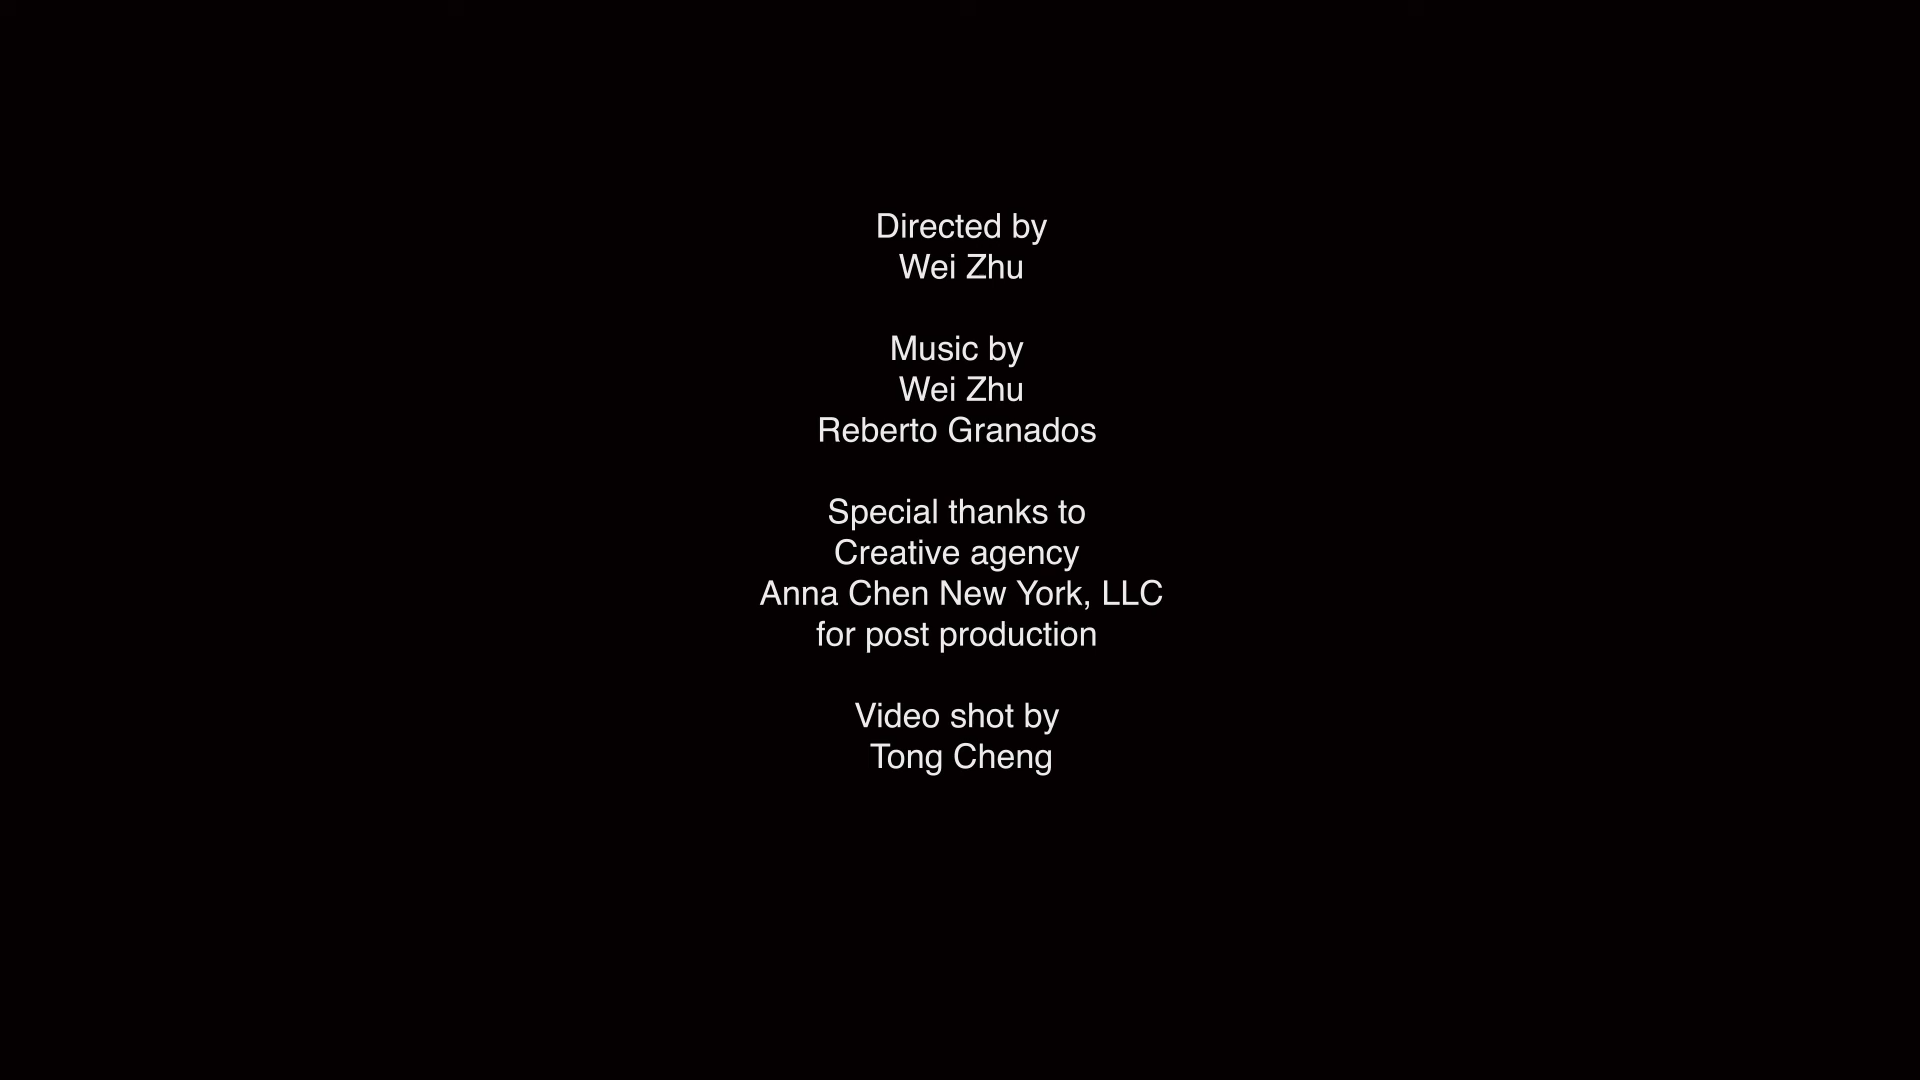 Directed by
Wei Zhu
Music by
Wei Zhu
Reberto Granados
Special thanks to
Creative agency
Anna Chen New York, LLC
for post production
Video shot by
Tong Cheng